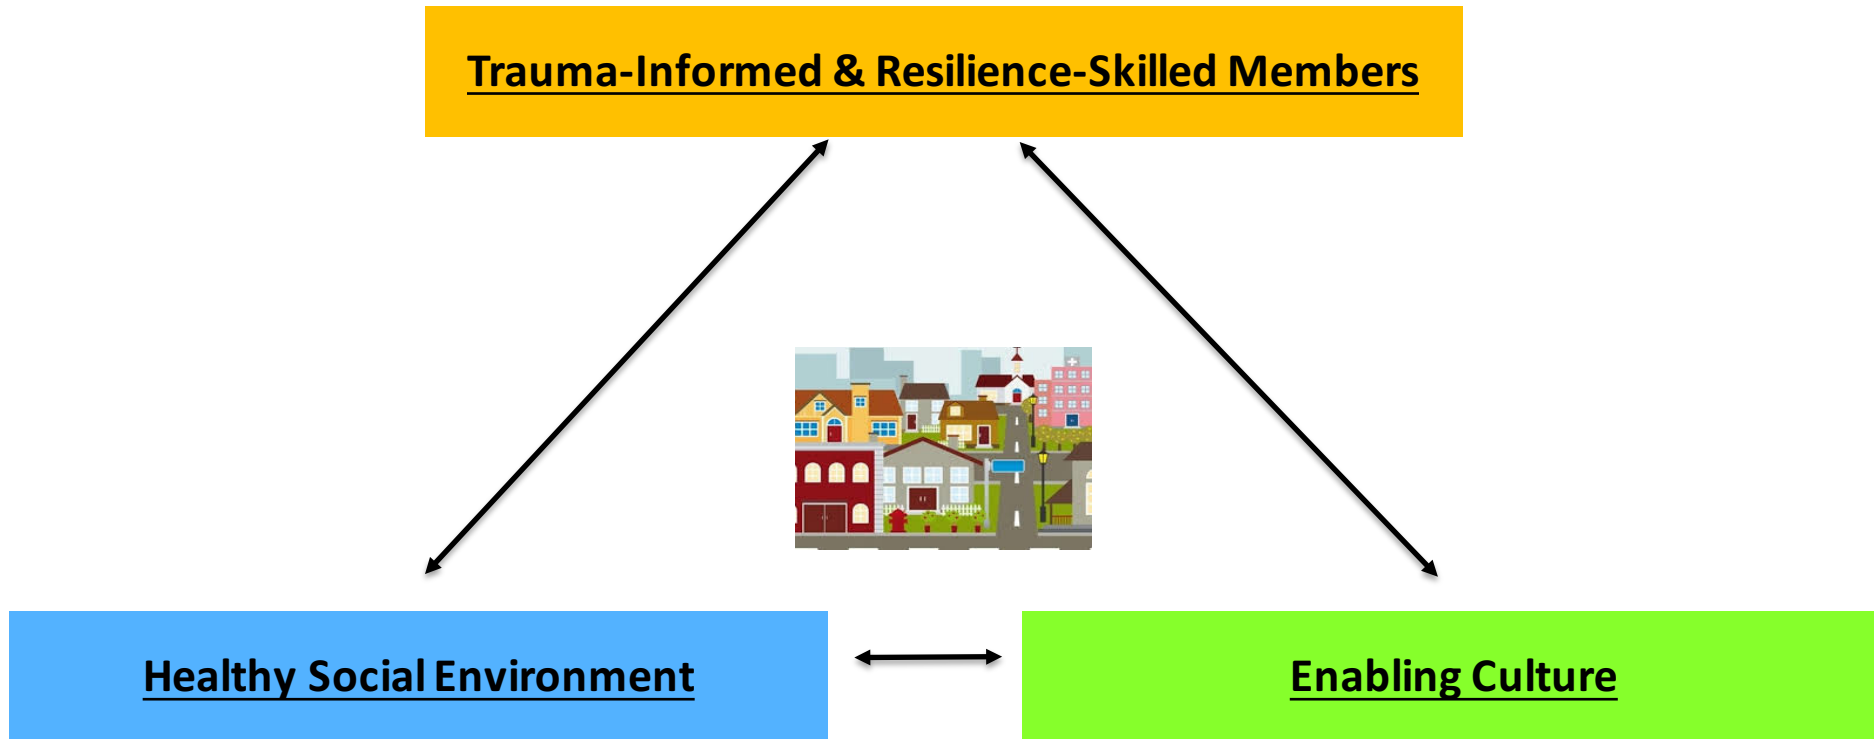 Trauma-Informed & Resilience-Skilled Members
Healthy Social Environment
Enabling Culture